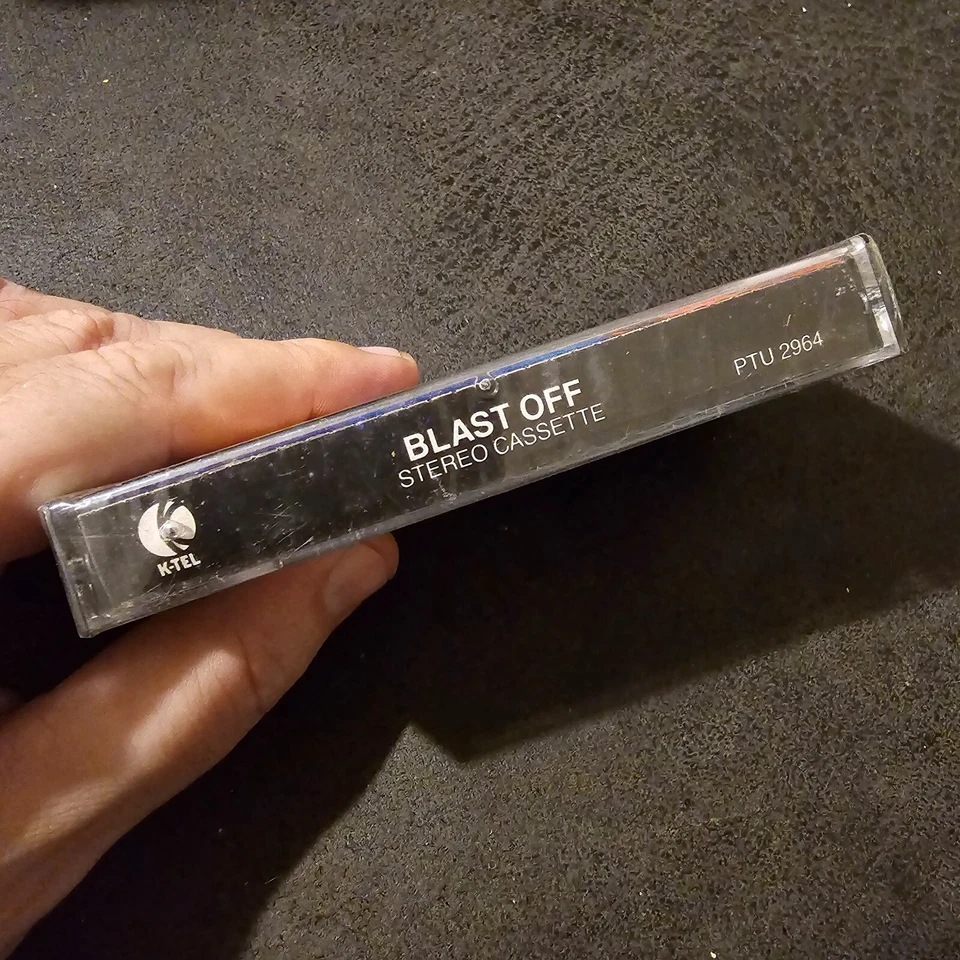 K-TEL
BLAST OFF
STEREO CASSETTE
PTU 2964